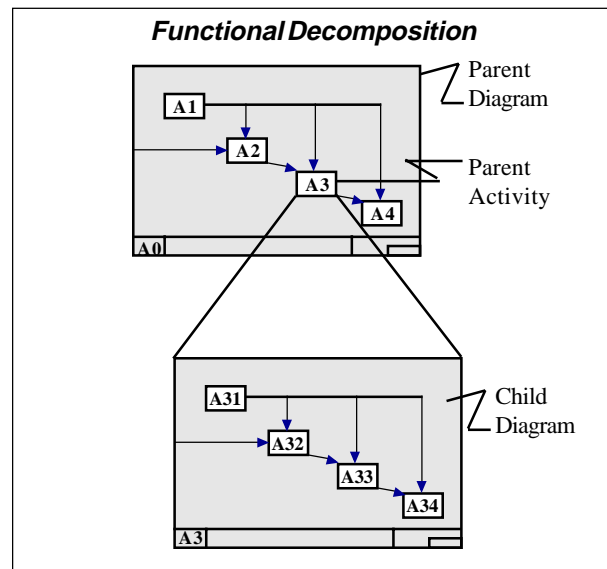 Functional Decomposition
Parent
Diagram
A1
A2
Parent
Activity
A3
A4
A0
A31
Child
Diagram
A32
A33
A34
A3